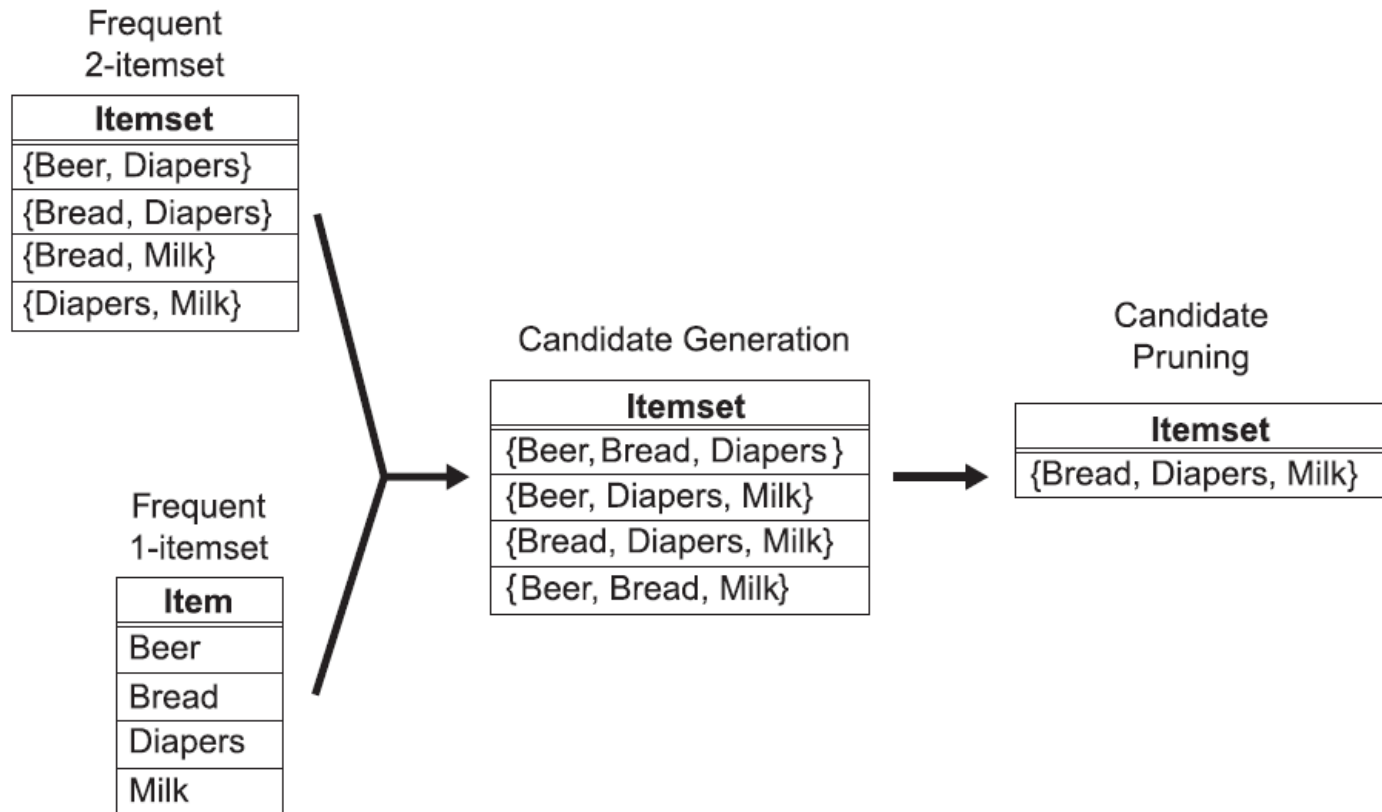 Frequent
2-itemset
Itemset
{Beer, Diapers}
{Bread, Diapers}
{Bread, Milk}
{Diapers, Milk}
Frequent
1-itemset
Item
Beer
Bread
Diapers
Milk
Candidate Generation
Itemset
{Beer, Bread, Diapers}
{Beer, Diapers, Milk}
{Bread, Diapers, Milk}
{Beer, Bread, Milk}
Candidate
Pruning
Itemset
{Bread, Diapers, Milk}